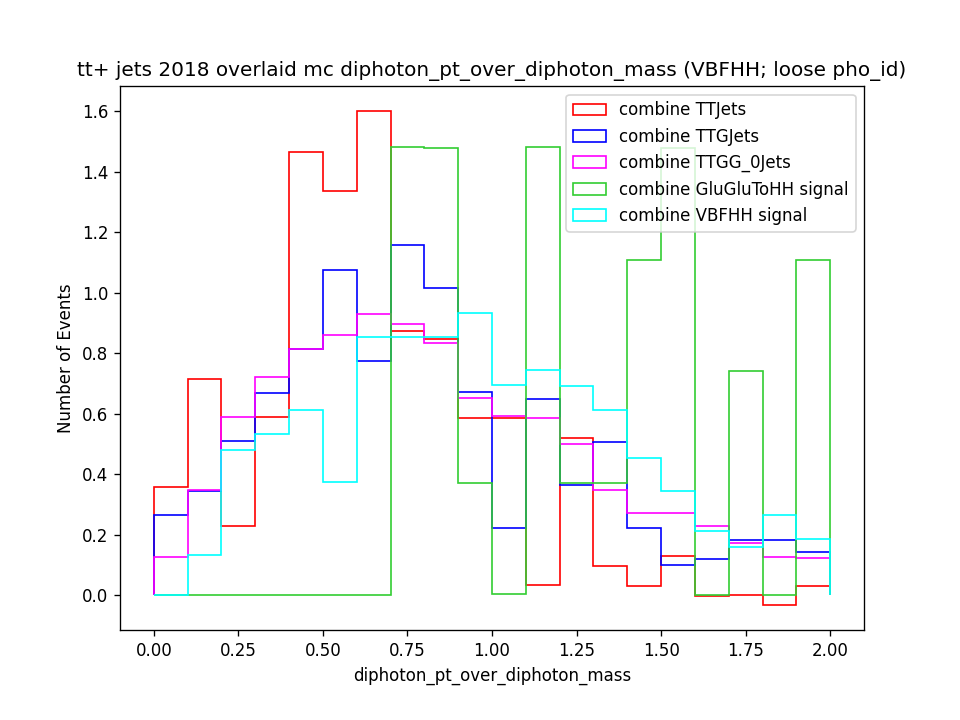 tt+ jets 2018 overlaid mc diphoton_pt_over_diphoton_mass (VBFHH; loose pho_id)
combine TTJets
combine TTGJets
combine TTGG_0Jets
combine GluGluToHH signal
combine VBFHH signal
Number of Events
1.6
1.4
1.2
1.0
0.8
0.6
0.4
0.2
0.0
0.00 0.25 0.50 0.75 1.00 1.25 1.50 1.75 2.00
diphoton_pt_over_diphoton_mass